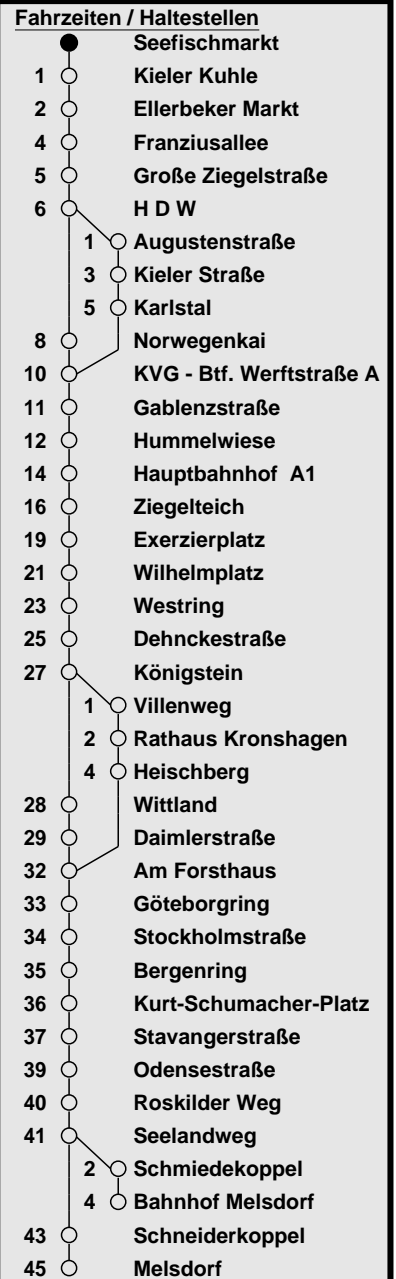 Fahrzeiten / Haltestellen
Seefischmarkt
1 Kieler Kuhle
2 Ellerbeker Markt
4 Franziusallee
5 Große Ziegelstraße
6 H D W
1 Augustenstraße
3 Kieler Straße
5 Karlstal
8 Norwegenkai
10 KVG - Btf. Werftstraße A
11 Gablenzstraße
12 Hummelwiese
14 Hauptbahnhof A1
16 Ziegelteich
19 Exerzierplatz
21 Wilhelmplatz
23 Westring
25 Dehnckestraße
27 Königstein
1 Villenweg
2 Rathaus Kronshagen
4 Heischberg
28 Wittland
29 Daimlerstraße
32 Am Forsthaus
33 Göteborgring
34 Stockholmstraße
35 Bergenring
36 Kurt-Schumacher-Platz
37 Stavangerstraße
39 Odensestraße
40 Roskilder Weg
41 Seelandweg
2 Schmiedekoppel
4 Bahnhof Melsdorf
43 Schneiderkoppel
45 Melsdorf